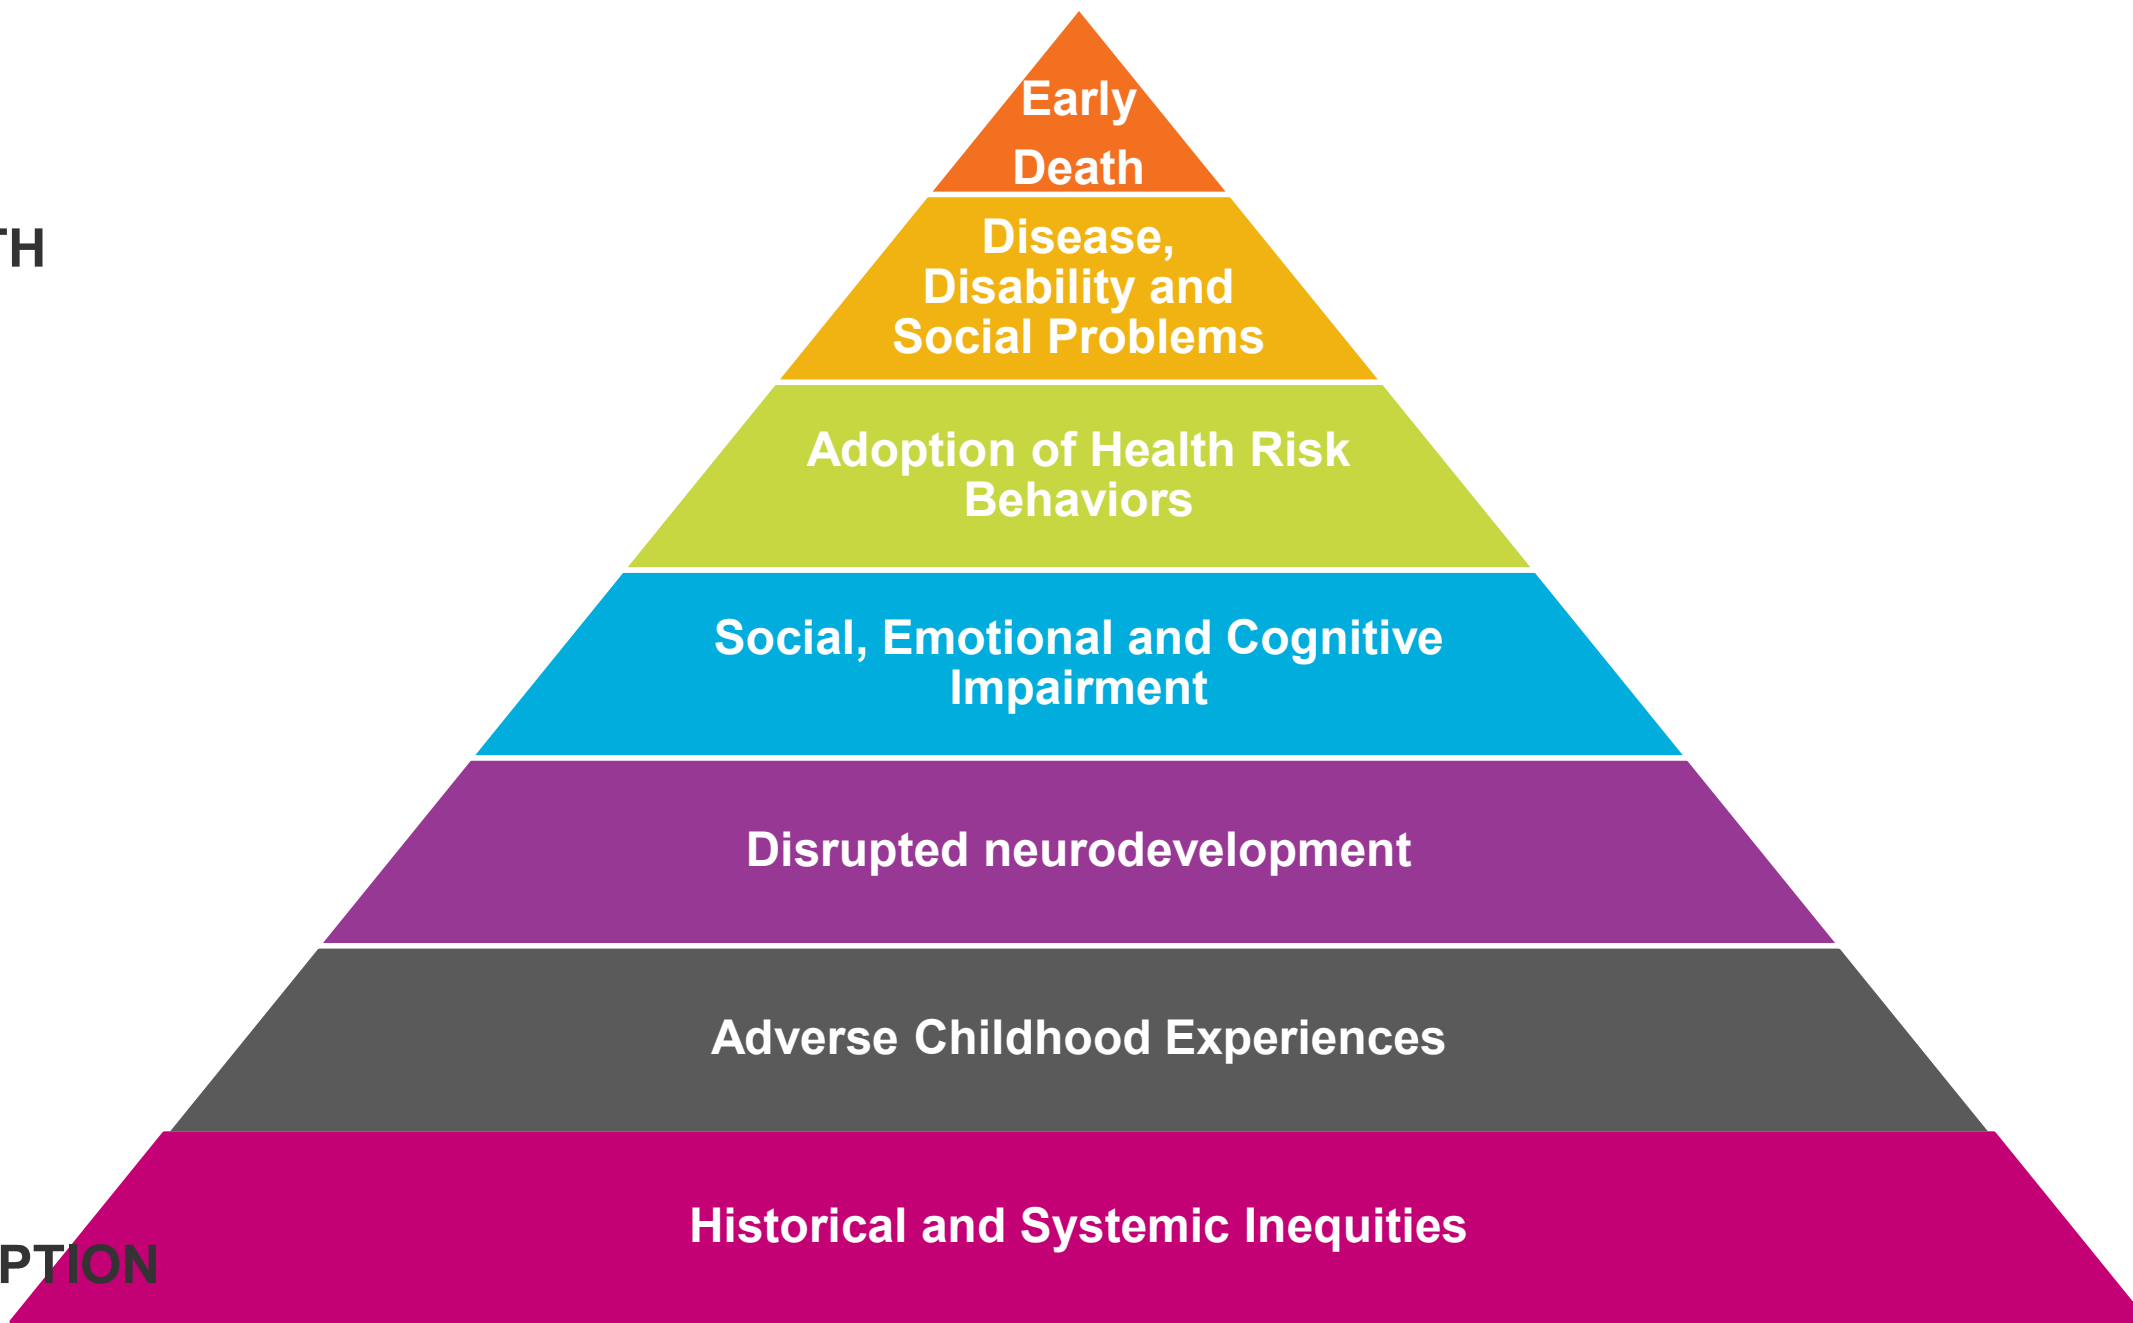 Early
Death
TH
Disease,
Disability and
Social Problems
Adoption of Health Risk
Behaviors
Social, Emotional and Cognitive
Impairment
Disrupted neurodevelopment
Adverse Childhood Experiences
Historical and Systemic Inequities
PTION